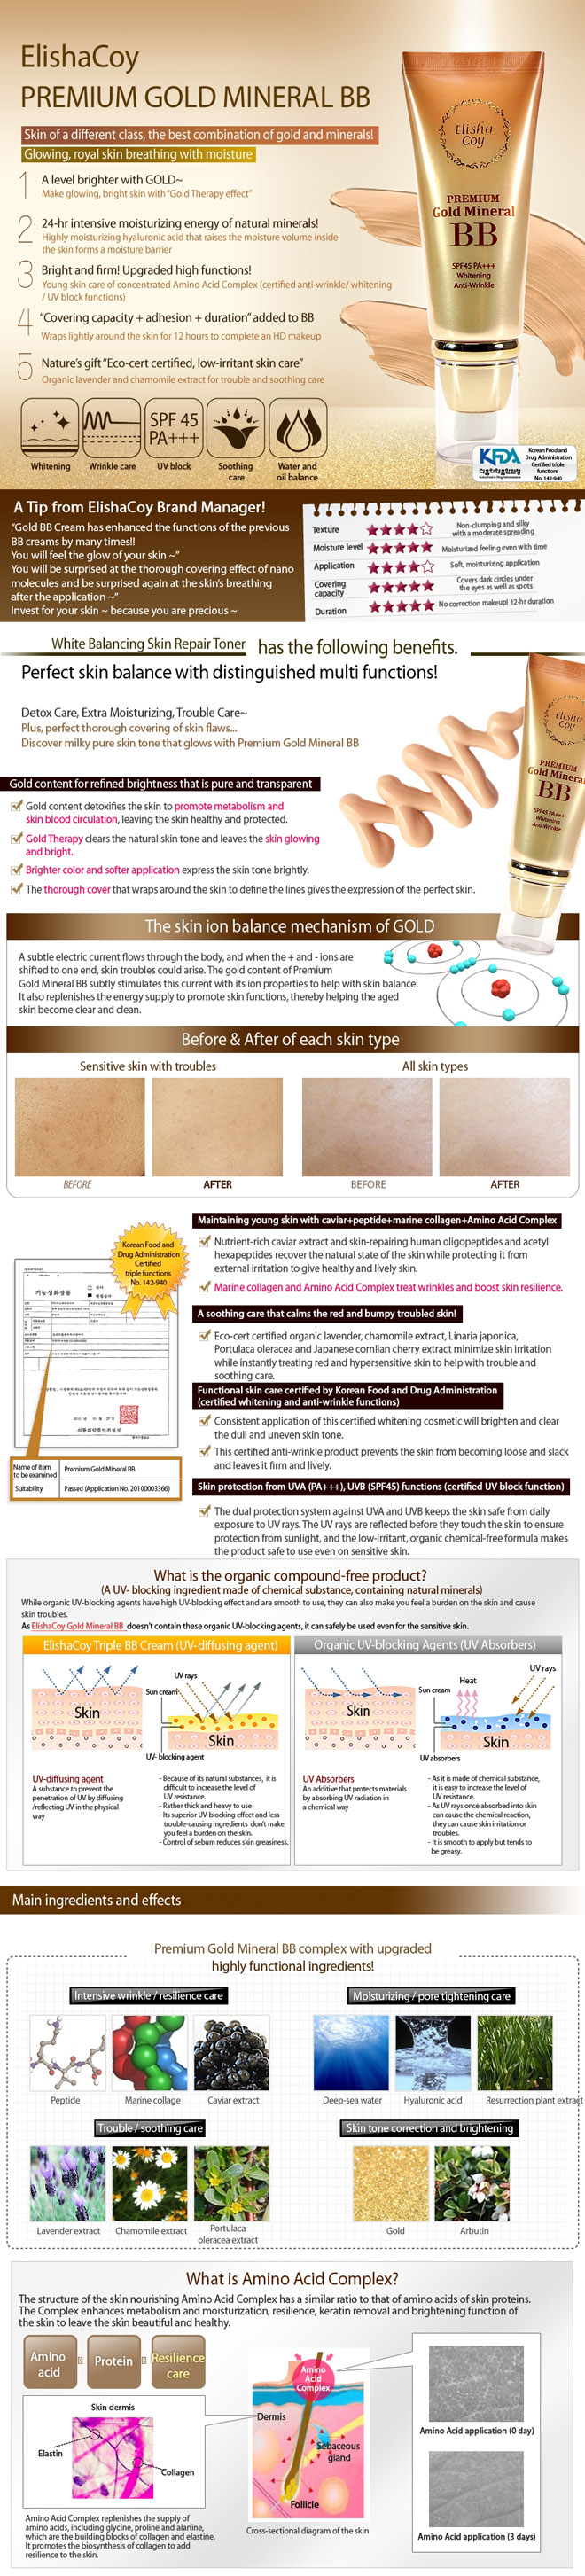 ElishaCoy
PREMIUM GOLD MINERAL BB
Skin of a different class, the best combination of gold and minerals!
Glowing, royal skin breathing with moisture
1 A level brighter with GOLD~
Make glowing, bright skin with "Gold Therapy effect"
2 24-hr intensive moisturizing energy of natural minerals!
Highly moisturizing hyaluronic acid that raises the moisture volume inside
the skin forms a moisture barrier
3 Bright and firm! Upgraded high functions!
Young skin care of concentrated Amino Acid Complex (certified anti-wrinkle/ whitening
/ UV block functions)
4 "Covering capacity + adhesion + duration" added to BB
Wraps lightly around the skin for 12 hours to complete an HD makeup
5 Nature's gift "Eco-cert certified, low-irritant skin care"
Organic lavender and chamomile extract for trouble and soothing care
SPF 45
PA+++
Whitening
Wrinkle care
UV block
Soothing
care
Water and
oil balance
Elisha
Coy
PREMIUM
Gold Mineral
BB
SPF45 PA+++
Whitening
Anti-Wrinkle
KFDA
Korean Food and
Drug Administration
Certified triple
functions
No. 142-940
A Tip from ElishaCoy Brand Manager!
"Gold BB Cream has enhanced the functions of the previous
BB creams by many times!!
You will feel the glow of your skin ~"
You will be surprised at the thorough covering effect of nano
molecules and be surprised again at the skin's breathing
after the application ~"
Invest for your skin ~ because you are precious ~
Texture ★★★★☆ Non-clumping and silky
with a moderate spreading
Moisture level ★★★★★ Moisturized feeling even with time
Application ★★★★☆ Soft, moisturizing application
Covering
capacity ★★★★★ Covers dark circles under
the eyes as well as spots
Duration ★★★★★ No correction makeup! 12-hr duration
White Balancing Skin Repair Toner has the following benefits.
Perfect skin balance with distinguished multi functions!
Detox Care, Extra Moisturizing, Trouble Care~
Plus, perfect thorough covering of skin flaws...
Discover milky pure skin tone that glows with Premium Gold Mineral BB
Elisha
Coy
PREMIUM
Gold Mineral
BB
SPF45 PA+++
Whitening
Anti-Wrinkle
Gold content for refined brightness that is pure and transparent
Gold content detoxifies the skin to promote metabolism and
skin blood circulation, leaving the skin healthy and protected.
Gold Therapy clears the natural skin tone and leaves the skin glowing
and bright.
Brighter color and softer application express the skin tone brightly.
The thorough cover that wraps around the skin to define the lines gives the expression of the perfect skin.
The skin ion balance mechanism of GOLD
A subtle electric current flows through the body, and when the + and - ions are
shifted to one end, skin troubles could arise. The gold content of Premium
Gold Mineral BB subtly stimulates this current with its ion properties to help with skin balance.
It also replenishes the energy supply to promote skin functions, thereby helping the aged
skin become clear and clean.
Before & After of each skin type
Sensitive skin with troubles
All skin types
BEFORE
AFTER
BEFORE
AFTER
Korean Food and
Drug Administration
Certified
triple functions
No. 142-940
기능성화장품
Name of item
to be examined
Premium Gold Mineral BB
Suitability
Passed (Application No. 20100003366)
Maintaining young skin with caviar+peptide+marine collagen+Amino Acid Complex
Nutrient-rich caviar extract and skin-repairing human oligopeptides and acetyl
hexapeptides recover the natural state of the skin while protecting it from
external irritation to give healthy and lively skin.
Marine collagen and Amino Acid Complex treat wrinkles and boost skin resilience.
A soothing care that calms the red and bumpy troubled skin!
Eco-cert certified organic lavender, chamomile extract, Linaria japonica,
Portulaca oleracea and Japanese cornlian cherry extract minimize skin irritation
while instantly treating red and hypersensitive skin to help with trouble and
soothing care.
Functional skin care certified by Korean Food and Drug Administration
(certified whitening and anti-wrinkle functions)
Consistent application of this certified whitening cosmetic will brighten and clear
the dull and uneven skin tone.
This certified anti-wrinkle product prevents the skin from becoming loose and slack
and leaves it firm and lively.
Skin protection from UVA (PA+++), UVB (SPF45) functions (certified UV block function)
The dual protection system against UVA and UVB keeps the skin safe from daily
exposure to UV rays. The UV rays are reflected before they touch the skin to ensure
protection from sunlight, and the low-irritant, organic chemical-free formula makes
the product safe to use even on sensitive skin.
What is the organic compound-free product?
(A UV- blocking ingredient made of chemical substance, containing natural minerals)
While organic UV-blocking agents have high UV-blocking effect and are smooth to use, they can also make you feel a burden on the skin and cause
skin troubles.
As ElishaCoy Gpld Mineral BB doesn't contain these organic UV-blocking agents, it can safely be used even for the sensitive skin.
ElishaCoy Triple BB Cream (UV-diffusing agent)
UV rays
Sun cream
Skin
Skin
UV- blocking agent
UV-diffusing agent
A substance to prevent the
penetration of UV by diffusing
/reflecting UV in the physical
way
- Because of its natural substances, it is
difficult to increase the level of
UV resistance.
- Rather thick and heavy to use
- Its superior UV-blocking effect and less
trouble-causing ingredients don't make
you feel a burden on the skin.
- Control of sebum reduces skin greasiness.
Organic UV-blocking Agents (UV Absorbers)
UV rays
Heat
Sun cream
Skin
Skin
UV absorbers
UV Absorbers
An additive that protects materials
by absorbing UV radiation in
a chemical way
- As it is made of chemical substance,
it is easy to increase the level of
UV resistance.
- As UV rays once absorbed into skin
can cause the chemical reaction,
they can cause skin irritation or
troubles.
- It is smooth to apply but tends to
be greasy.
Main ingredients and effects
Premium Gold Mineral BB complex with upgraded
highly functional ingredients!
Intensive wrinkle / resilience care
Peptide
Marine collage
Caviar extract
Moisturizing / pore tightening care
Deep-sea water
Hyaluronic acid
Resurrection plant extract
Trouble / soothing care
Lavender extract
Chamomile extract
Portulaca
oleracea extract
Skin tone correction and brightening
Gold
Arbutin
What is Amino Acid Complex?
The structure of the skin nourishing Amino Acid Complex has a similar ratio to that of amino acids of skin proteins.
The Complex enhances metabolism and moisturization, resilience, keratin removal and brightening function of
the skin to leave the skin beautiful and healthy.
Amino
acid
Protein
Resilience
care
Skin dermis
Elastin
Collagen
Amino Acid Complex replenishes the supply of
amino acids, including glycine, proline and alanine,
which are the building blocks of collagen and elastine.
It promotes the biosynthesis of collagen to add
resilience to the skin.
Amino
Acid
Complex
Dermis
Sebaceous
gland
Follicle
Cross-sectional diagram of the skin
Amino Acid application (0 day)
Amino Acid application (3 days)